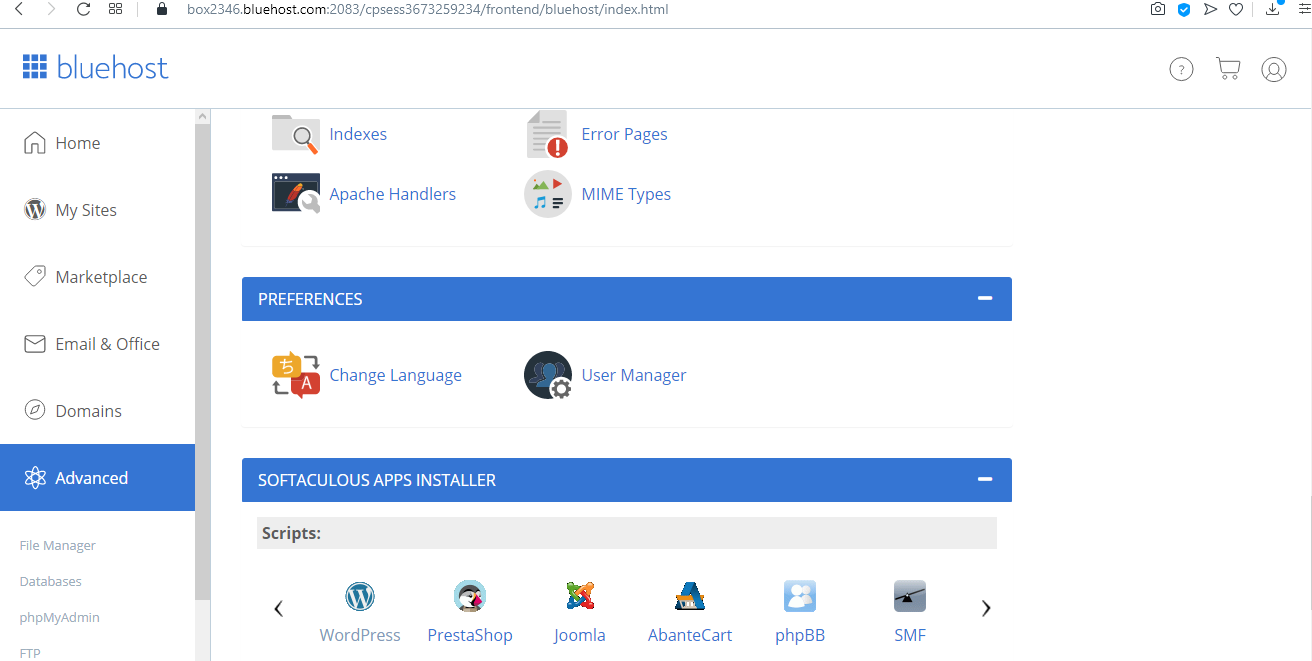 box2346.bluehost.com:2083/cpsess3673259234/frontend/bluehost/index.html
bluehost
?
Home
My Sites
Marketplace
Email & Office
Domains
Advanced
File Manager
Databases
phpMyAdmin
FTP
Indexes
Error Pages
Apache Handlers
MIME Types
PREFERENCES
ち
A
Change Language
User Manager
SOFTACULOUS APPS INSTALLER
Scripts:
WordPress
PrestaShop
Joomla
AbanteCart
phpBB
SMF